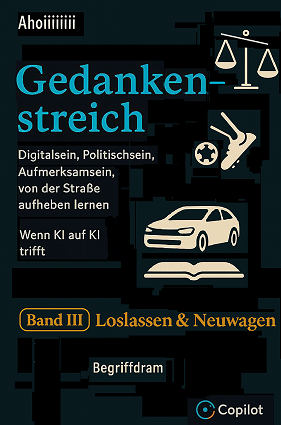 Ahoiiiiiii
Gedanken-
streich
Digitalsein, Politischsein,
Aufmerksamsein,
von der Straße
aufheben lernen
Wenn KI auf KI
trifft
Band III Loslassen & Neuwagen
Begriffdram
Copilot